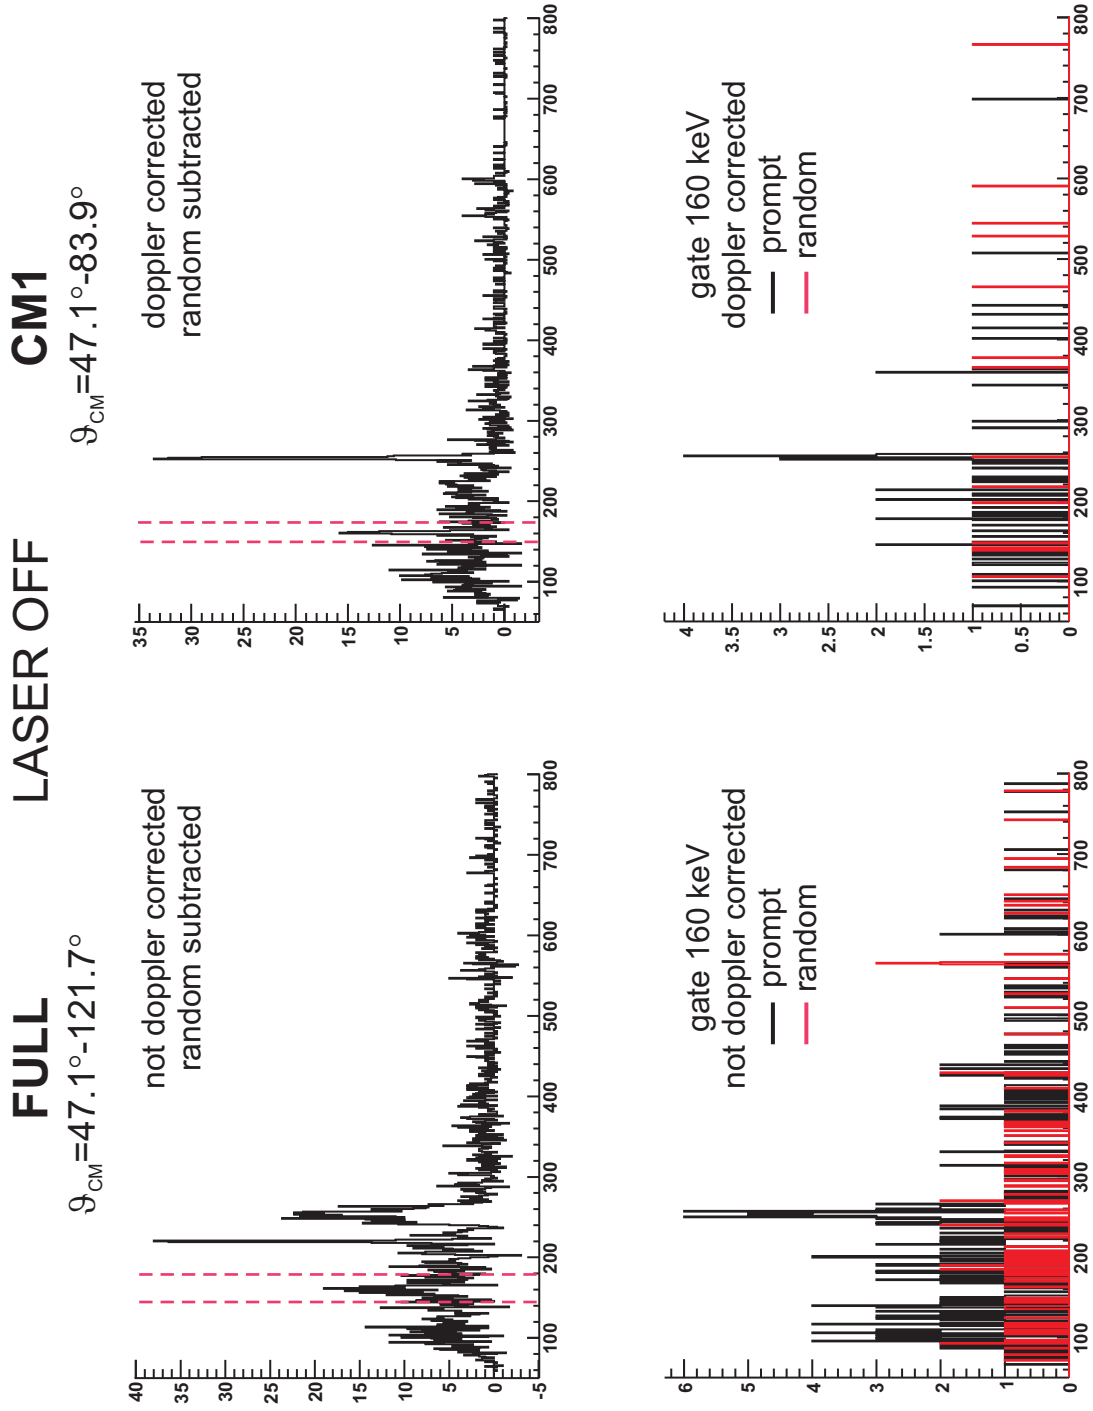 FULL LASER OFF CM1
ϑCM=47.1°-121.7°
ϑCM=47.1°-83.9°
not doppler corrected
random subtracted
40
35
30
25
20
15
10
5
0
-5
100 200 300 400 500 600 700 800
doppler corrected
random subtracted
35
30
25
20
15
10
5
0
100 200 300 400 500 600 700 800
gate 160 keV
not doppler corrected
prompt
random
6
5
4
3
2
1
0
100 200 300 400 500 600 700 800
gate 160 keV
doppler corrected
prompt
random
4
3.5
3
2.5
2
1.5
1
0.5
0
100 200 300 400 500 600 700 800